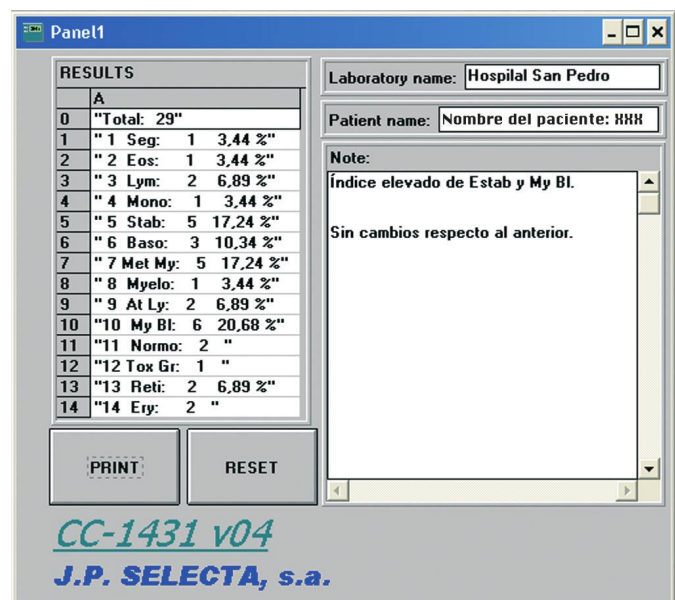 Panel1
RESULTS
A
0 "Total: 29"
1 " 1 Seg: 1 3,44 %"
2 " 2 Eos: 1 3,44 %"
3 " 3 Lym: 2 6,89 %"
4 " 4 Mono: 1 3,44 %"
5 " 5 Stab: 5 17,24 %"
6 " 6 Baso: 3 10,34 %"
7 " 7 Met My: 5 17,24 %"
8 " 8 Myelo: 1 3,44 %"
9 " 9 At Ly: 2 6,89 %"
10 "10 My Bl: 6 20,68 %"
11 "11 Normo: 2 "
12 "12 Tox Gr: 1 "
13 "13 Reti: 2 6,89 %"
14 "14 Ery: 2 "
PRINT
RESET
Laboratory name: Hospilal San Pedro
Patient name: Nombre del paciente: XXX
Note:
Índice elevado de Estab y My Bl.
Sin cambios respecto al anterior.
CC-1431 v04
J.P. SELECTA, s.a.